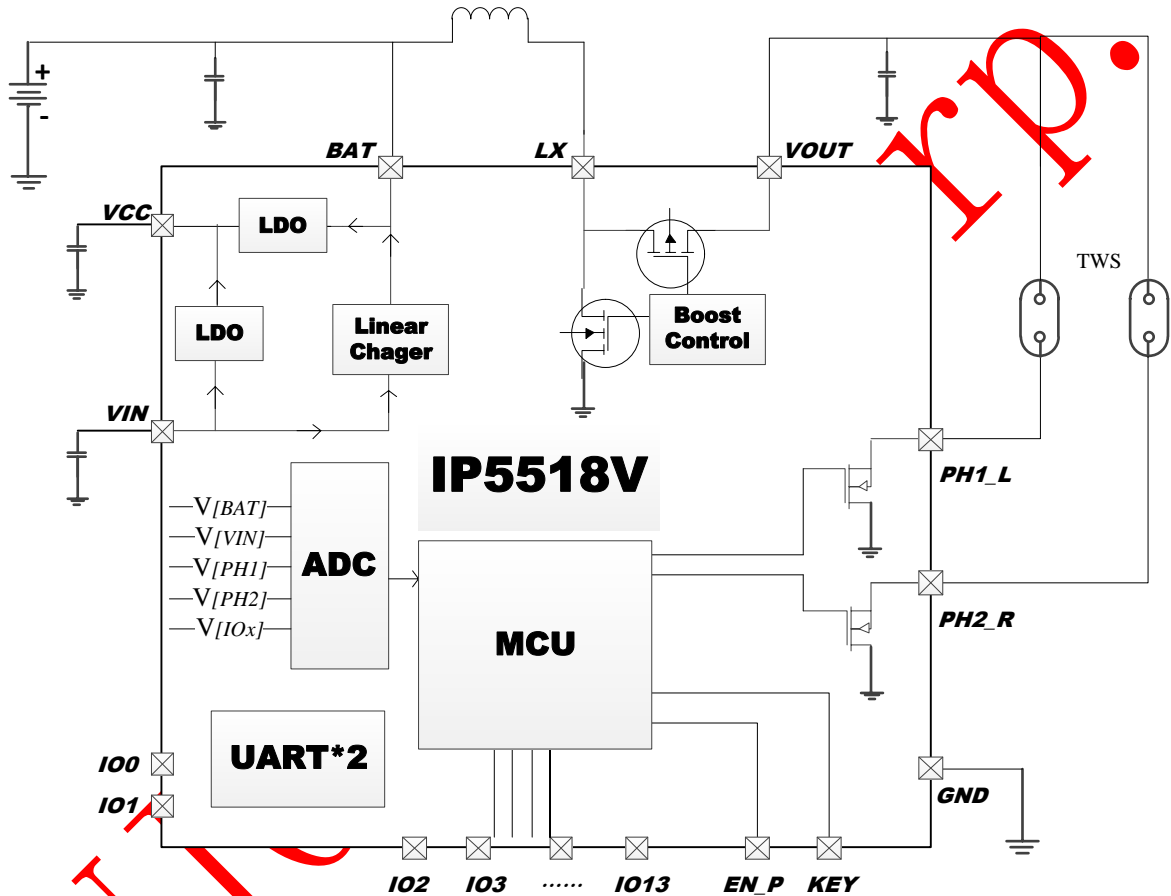 +
-
BAT
LX
VOUT
rp.
VCC
LDO
TWS
LDO
Linear
Chager
Boost
Control
VIN
IP5518V
PH1_L
V[BAT]
V[VIN]
V[PH1]
V[PH2]
V[IOx]
ADC
MCU
PH2_R
UART*2
IO0
IO1
GND
IO2
IO3
......
IO13
EN_P
KEY